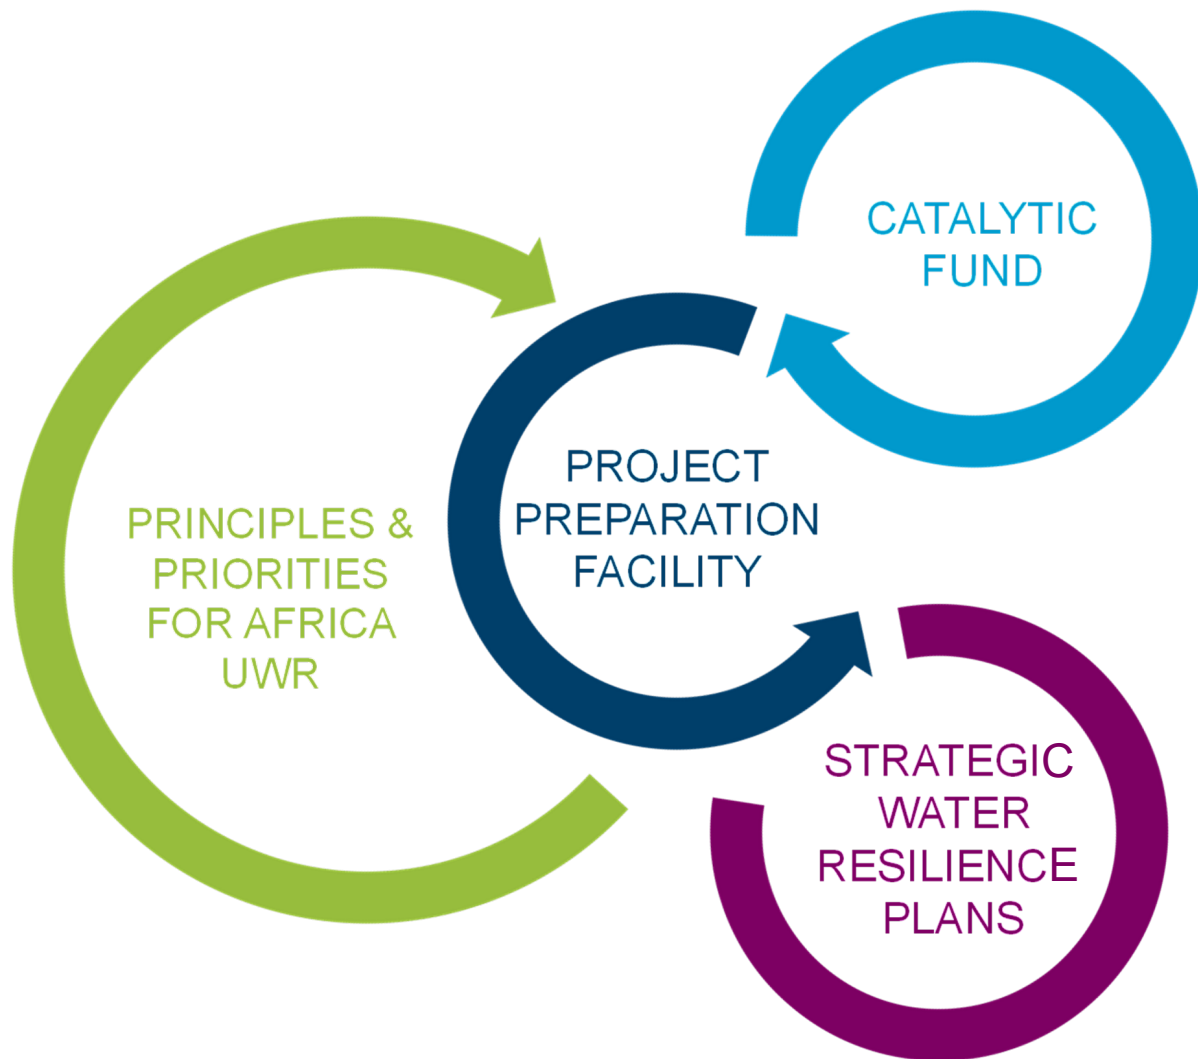 CATALYTIC
FUND
PROJECT
PREPARATION
FACILITY
PRINCIPLES &
PRIORITIES
FOR AFRICA
UWR
STRATEGIC
WATER
RESILIENCE
PLANS